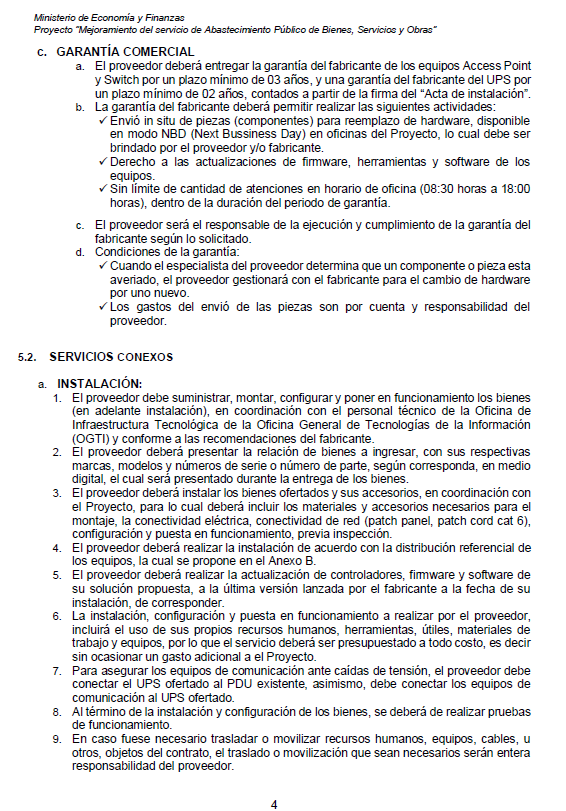 Ministerio de Economía y Finanzas
Proyecto “Mejoramiento del servicio de Abastecimiento Público de Bienes, Servicios y Obras”
c. GARANTÍA COMERCIAL
a. El proveedor deberá entregar la garantía del fabricante de los equipos Access Point
y Switch por un plazo mínimo de 03 años, y una garantía del fabricante del UPS por
un plazo mínimo de 02 años, contados a partir de la firma del “Acta de instalación”.
b. La garantía del fabricante deberá permitir realizar las siguientes actividades:
✓ Envió in situ de piezas (componentes) para reemplazo de hardware, disponible
en modo NBD (Next Bussiness Day) en oficinas del Proyecto, lo cual debe ser
brindado por el proveedor y/o fabricante.
✓ Derecho a las actualizaciones de firmware, herramientas y software de los
equipos.
✓ Sin límite de cantidad de atenciones en horario de oficina (08:30 horas a 18:00
horas), dentro de la duración del periodo de garantía.
c. El proveedor será el responsable de la ejecución y cumplimiento de la garantía del
fabricante según lo solicitado.
d. Condiciones de la garantía:
✓ Cuando el especialista del proveedor determina que un componente o pieza esta
averiado, el proveedor gestionará con el fabricante para el cambio de hardware
por uno nuevo.
✓ Los gastos del envió de las piezas son por cuenta y responsabilidad del
proveedor.
5.2. SERVICIOS CONEXOS
a. INSTALACIÓN:
1. El proveedor debe suministrar, montar, configurar y poner en funcionamiento los bienes
(en adelante instalación), en coordinación con el personal técnico de la Oficina de
Infraestructura Tecnológica de la Oficina General de Tecnologías de la Información
(OGTI) y conforme a las recomendaciones del fabricante.
2. El proveedor deberá presentar la relación de bienes a ingresar, con sus respectivas
marcas, modelos y números de serie o número de parte, según corresponda, en medio
digital, el cual será presentado durante la entrega de los bienes.
3. El proveedor deberá instalar los bienes ofertados y sus accesorios, en coordinación con
el Proyecto, para lo cual deberá incluir los materiales y accesorios necesarios para el
montaje, la conectividad eléctrica, conectividad de red (patch panel, patch cord cat 6),
configuración y puesta en funcionamiento, previa inspección.
4. El proveedor deberá realizar la instalación de acuerdo con la distribución referencial de
los equipos, la cual se propone en el Anexo B.
5. El proveedor deberá realizar la actualización de controladores, firmware y software de
su solución propuesta, a la última versión lanzada por el fabricante a la fecha de su
instalación, de corresponder.
6. La instalación, configuración y puesta en funcionamiento a realizar por el proveedor,
incluirá el uso de sus propios recursos humanos, herramientas, útiles, materiales de
trabajo y equipos, por lo que el servicio deberá ser presupuestado a todo costo, es decir
sin ocasionar un gasto adicional a el Proyecto.
7. Para asegurar los equipos de comunicación ante caídas de tensión, el proveedor debe
conectar el UPS ofertado al PDU existente, asimismo, debe conectar los equipos de
comunicación al UPS ofertado.
8. Al término de la instalación y configuración de los bienes, se deberá de realizar pruebas
de funcionamiento.
9. En caso fuese necesario trasladar o movilizar recursos humanos, equipos, cables, u
otros, objetos del contrato, el traslado o movilización que sean necesarios serán entera
responsabilidad del proveedor.
4